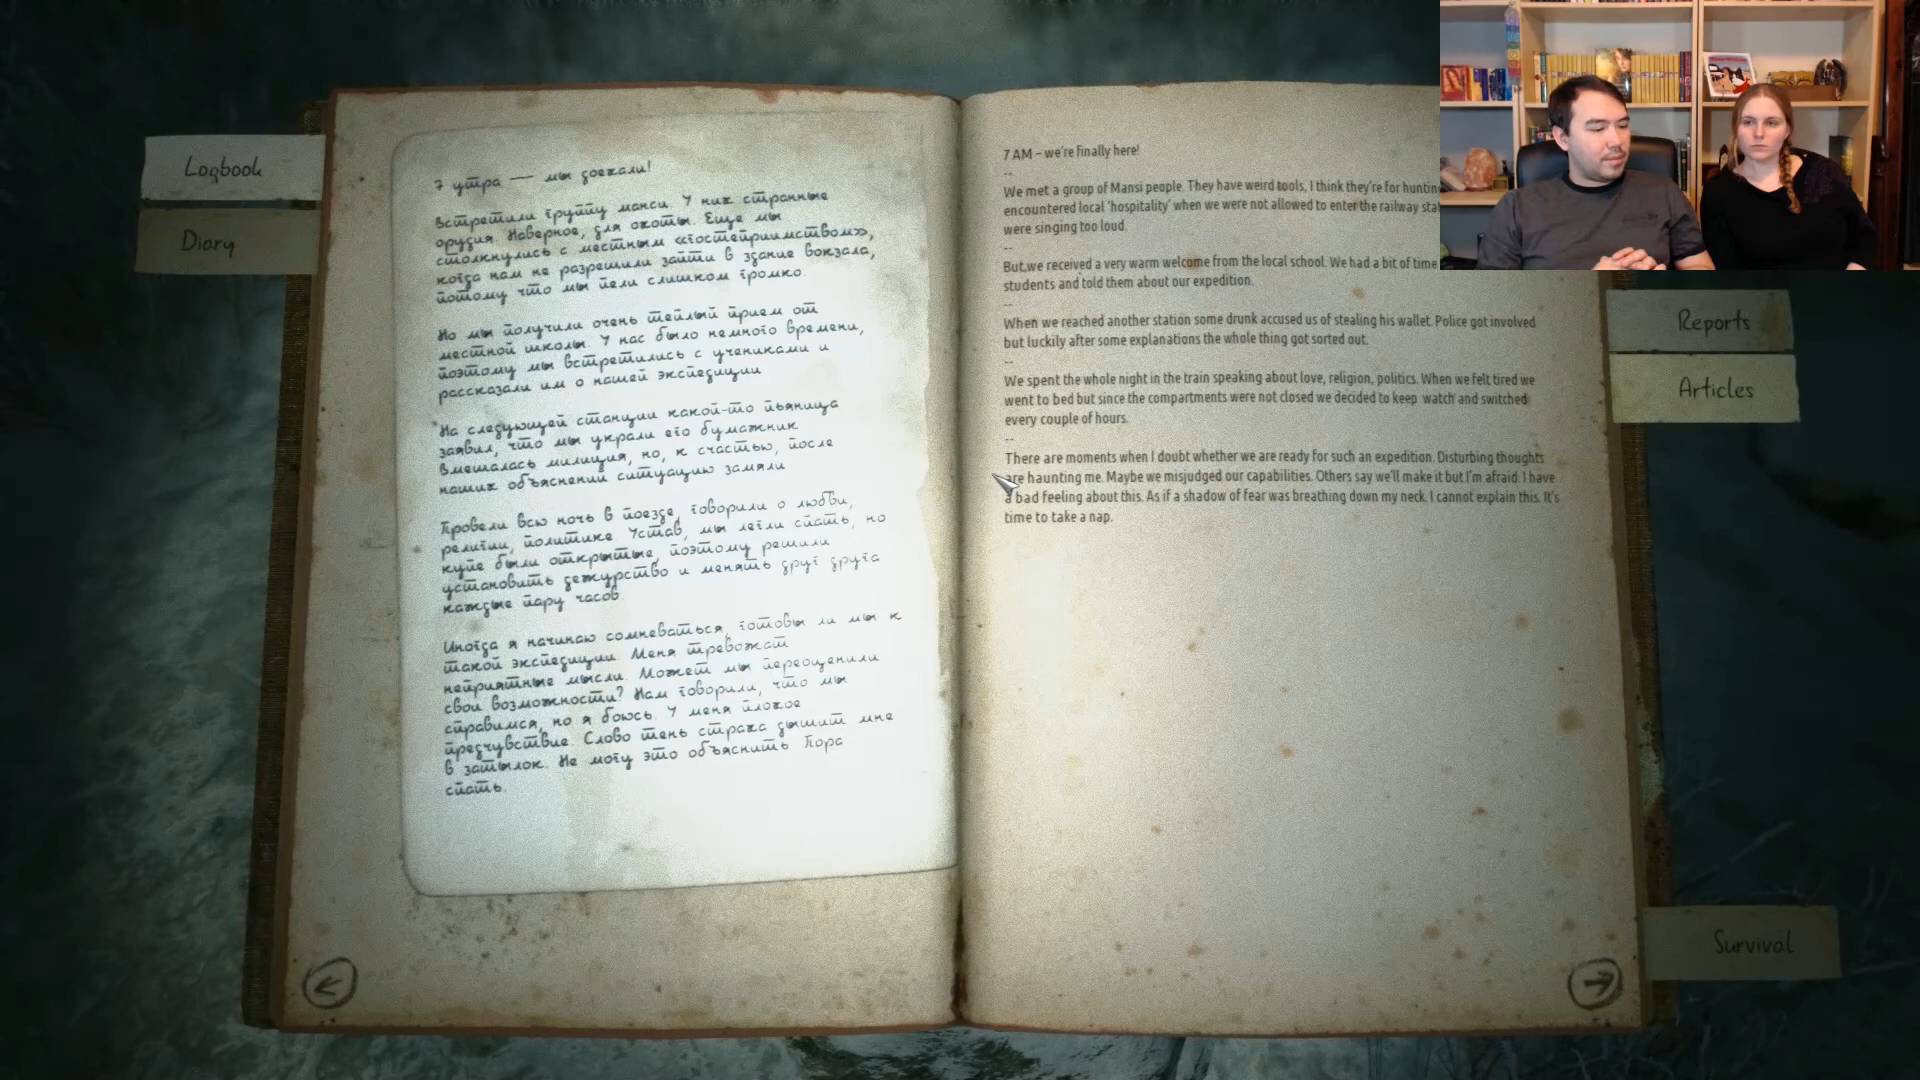 Logbook
Diary
7 утра — мы доехали!
Встретили группу манси. У них странные
орудия. Наверное, для охоты. Еще мы
столкнулись с местным «гостеприимством»,
когда нам не разрешили зайти в здание вокзала,
потому что мы пели слишком громко.
Но мы получили очень теплый прием от
местной школы. У нас было немного времени,
поэтому мы встретились с учениками и
рассказали им о нашей экспедиции
На следующей станции какой-то пьяница
заявил, что мы украли его бумажник
Вмешалась милиция, но, к счастью, после
наших объяснений ситуацию замяли
Провели всю ночь в поезде, говорили о любви,
религии, политике Устав, мы легли спать, но
купе были открытые, поэтому решили
установить дежурство и менять друг друга
каждые пару часов.
Иногда я начинаю сомневаться, готовы ли мы к
такой экспедиции. Меня тревожат
неприятные мысли. Может мы переоценили
свои возможности? Нам говорили, что мы
справимся, но я боюсь. У меня плохое
предчувствие. Слово тень страха дышит мне
в затылок. Не могу это объяснить Пора
спать.
7 AM – we're finally here!
--
We met a group of Mansi people. They have weird tools, I think they're for huntin
encountered local 'hospitality' when we were not allowed to enter the railway sta
were singing too loud.
--
But we received a very warm welcome from the local school. We had a bit of time
students and told them about our expedition.
--
When we reached another station some drunk accused us of stealing his wallet. Police got involved
but luckily after some explanations the whole thing got sorted out.
--
We spent the whole night in the train speaking about love, religion, politics. When we felt tired we
went to bed but since the compartments were not closed we decided to keep watch and switched
every couple of hours.
--
There are moments when I doubt whether we are ready for such an expedition. Disturbing thoughts
are haunting me. Maybe we misjudged our capabilities. Others say we'll make it but I'm afraid. I have
a bad feeling about this. As if a shadow of fear was breathing down my neck. I cannot explain this. It's
time to take a nap.
Reports
Articles
Survival